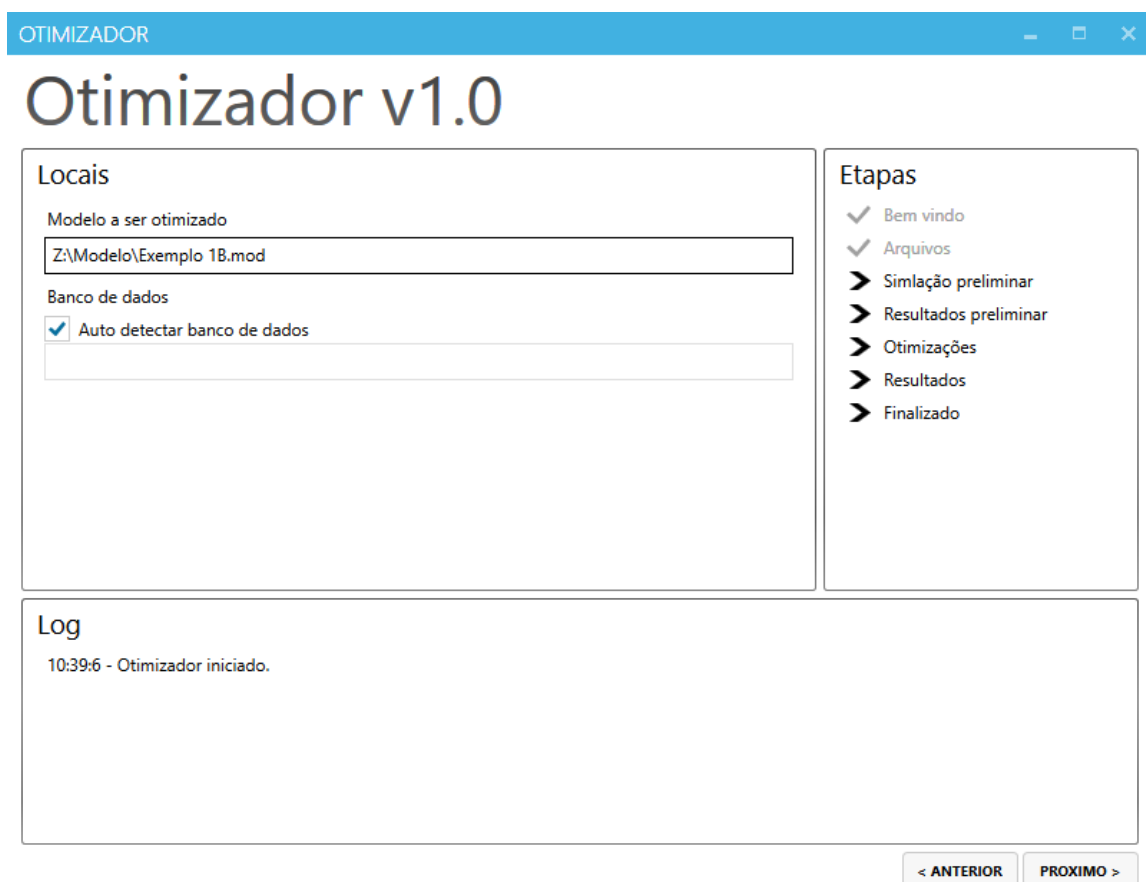 OTIMIZADOR
Otimizador v1.0
Locais
Modelo a ser otimizado
Z:\Modelo\Exemplo 1B.mod
Banco de dados
Auto detectar banco de dados
Etapas
Bem vindo
Arquivos
Simlação preliminar
Resultados preliminar
Otimizações
Resultados
Finalizado
Log
10:39:6 - Otimizador iniciado.
< ANTERIOR
PROXIMO >